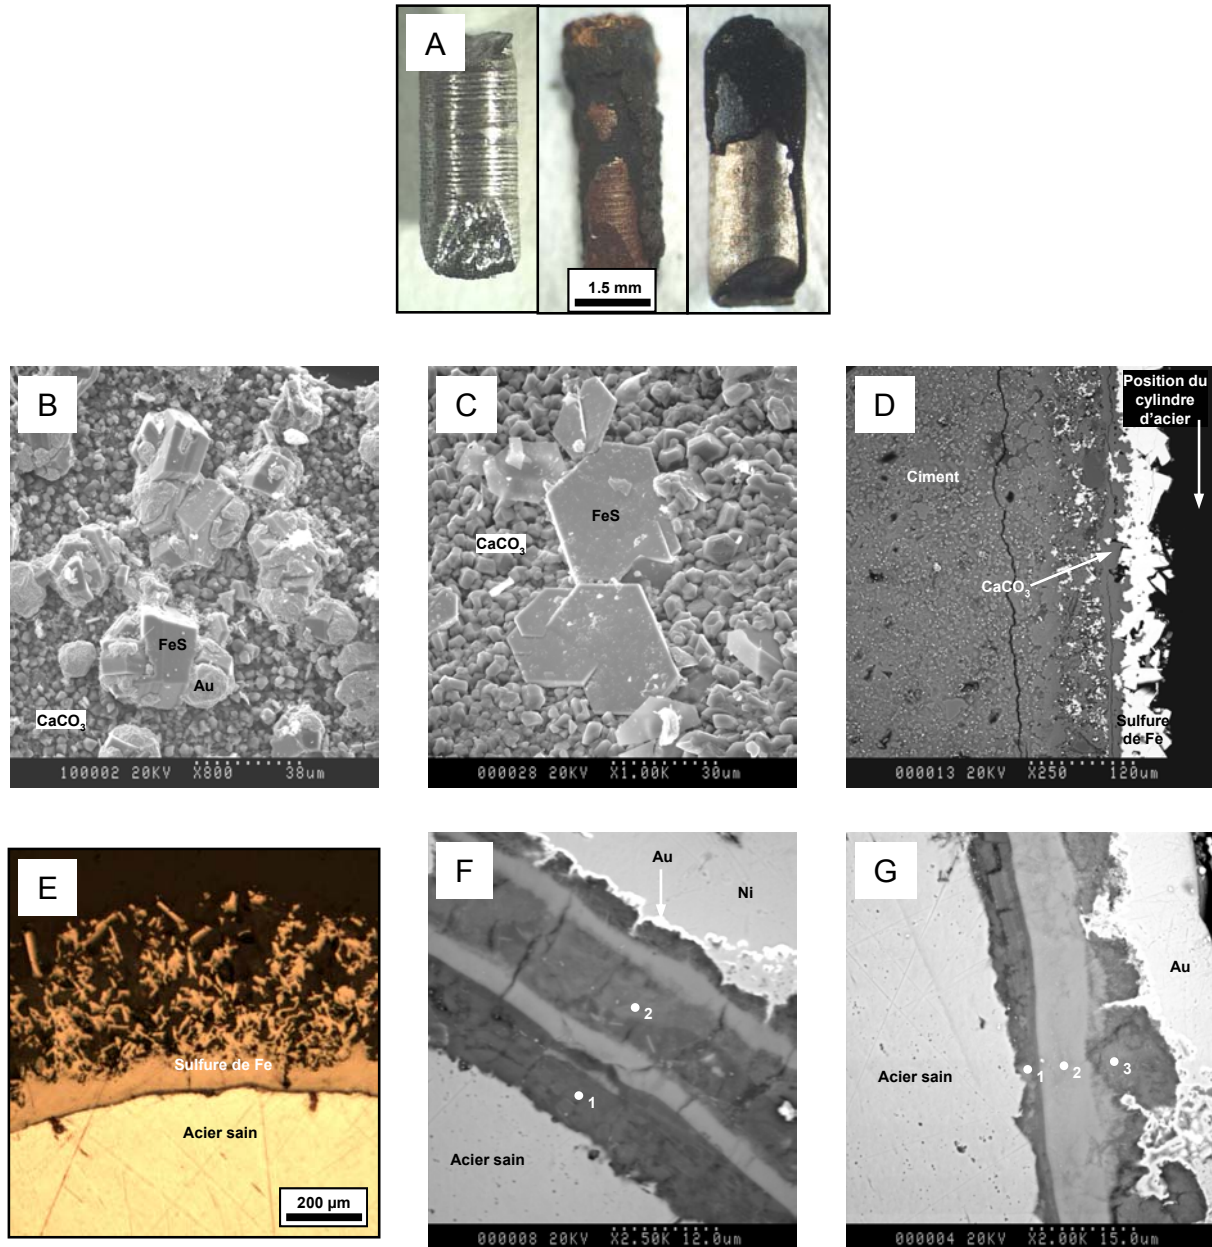 A
1.5 mm
B
FeS
Au
CaCO₃
100002 20KV X800 38um
C
FeS
CaCO₃
000028 20KV X1.00K 30um
D
Position du
cylindre
d'acier
Ciment
CaCO₃
Sulfure
de Fe
000013 20KV X250 120um
E
Sulfure de Fe
Acier sain
200 µm
F
Au
Ni
2
1
Acier sain
000008 20KV X2.50K 12.0um
G
Au
Acier sain
1
2
3
000004 20KV X2.00K 15.0um